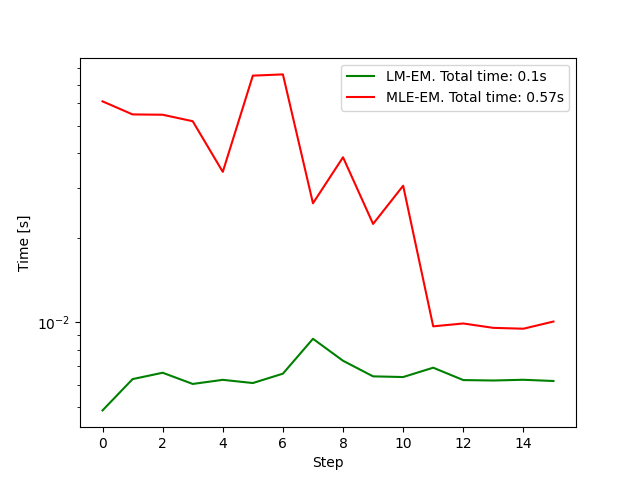 LM-EM. Total time: 0.1s
MLE-EM. Total time: 0.57s
Time [s]
10⁻²
0 2 4 6 8 10 12 14
Step